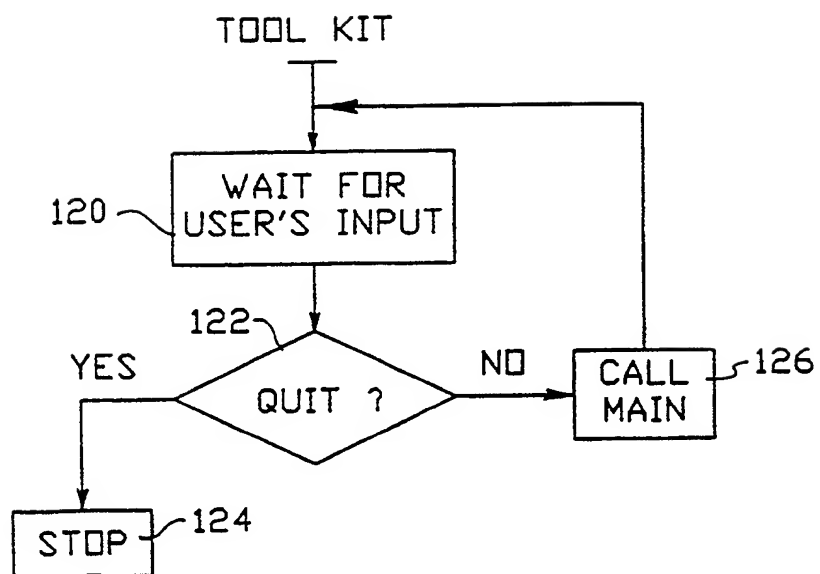 TOOL KIT
WAIT FOR
USER'S INPUT
120
122
YES
QUIT ?
NO
CALL
MAIN
126
STOP
124